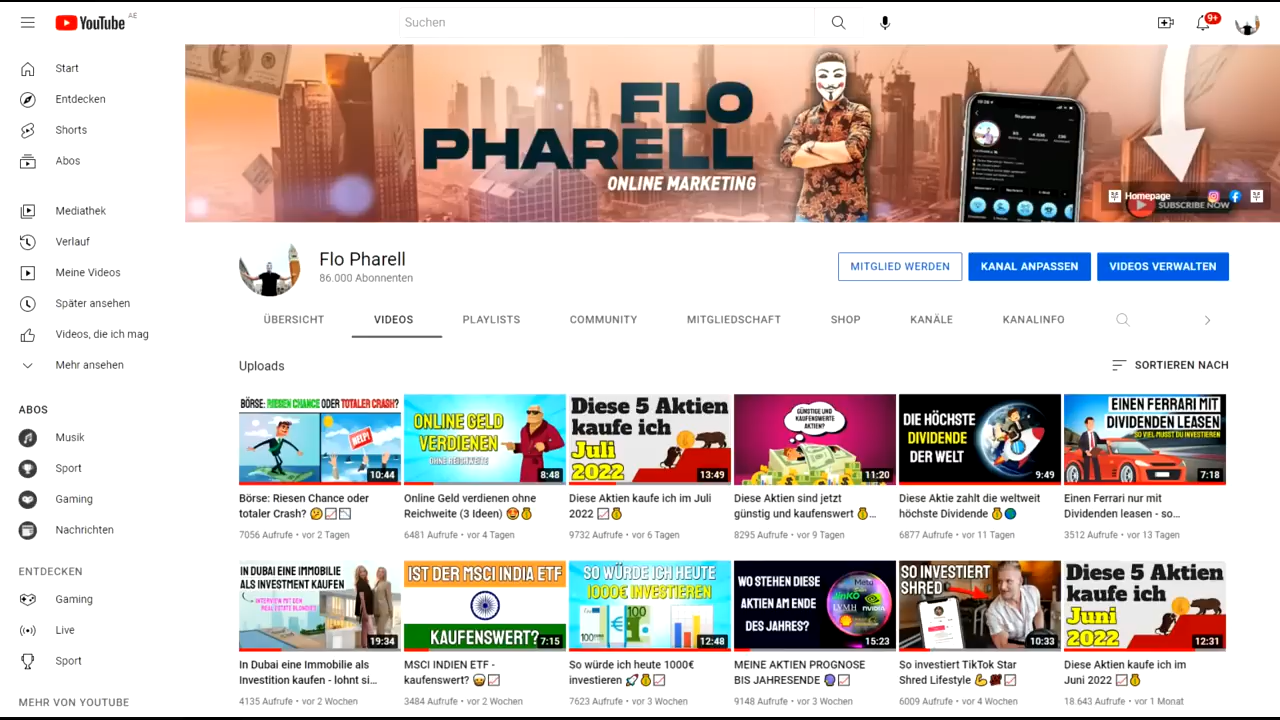 YouTube AE
Suchen
9+
Start
Entdecken
Shorts
Abos
Mediathek
Verlauf
Meine Videos
Später ansehen
Videos, die ich mag
Mehr ansehen
ABOS
Musik
Sport
Gaming
Nachrichten
ENTDECKEN
Gaming
Live
Sport
MEHR VON YOUTUBE
FLO
PHARELL
ONLINE MARKETING
Homepage
SUBSCRIBE NOW
Flo Pharell
86.000 Abonnenten
MITGLIED WERDEN
KANAL ANPASSEN
VIDEOS VERWALTEN
ÜBERSICHT
VIDEOS
PLAYLISTS
COMMUNITY
MITGLIEDSCHAFT
SHOP
KANÄLE
KANALINFO
Uploads
SORTIEREN NACH
BÖRSE: RIESEN CHANCE ODER TOTALER CRASH?
HELP!
10:44
Börse: Riesen Chance oder
totaler Crash? 🤔📈📉
7056 Aufrufe • vor 2 Tagen
ONLINE GELD
VERDIENEN
OHNE REICHWEITE!
8:48
Online Geld verdienen ohne
Reichweite (3 Ideen) 🤩💰
6481 Aufrufe • vor 4 Tagen
Diese 5 Aktien
kaufe ich
Juli
2022
13:49
Diese Aktien kaufe ich im Juli
2022 📈💰
9732 Aufrufe • vor 6 Tagen
GÜNSTIGE UND
KAUFENSWERTE
AKTIEN?
11:20
Diese Aktien sind jetzt
günstig und kaufenswert 💰...
8295 Aufrufe • vor 9 Tagen
DIE HÖCHSTE
DIVIDENDE
DER WELT
9:49
Diese Aktie zahlt die weltweit
höchste Dividende 💰🌍
6877 Aufrufe • vor 11 Tagen
EINEN FERRARI MIT
DIVIDENDEN LEASEN
SO VIEL MUSST DU INVESTIEREN
7:18
Einen Ferrari nur mit
Dividenden leasen - so...
3512 Aufrufe • vor 13 Tagen
IN DUBAI EINE IMMOBILIE
ALS INVESTMENT KAUFEN
INTERVIEW MIT DEN
REAL ESTATE BLONDIES
19:34
In Dubai eine Immobilie als
Investition kaufen - lohnt si...
4135 Aufrufe • vor 2 Wochen
IST DER MSCI INDIA ETF
KAUFENSWERT?
7:15
MSCI INDIEN ETF -
kaufenswert? 🤯📈
3484 Aufrufe • vor 2 Wochen
SO WÜRDE ICH HEUTE
1000€ INVESTIEREN
100
100
12:48
So würde ich heute 1000€
investieren 🚀💰📈
7623 Aufrufe • vor 3 Wochen
WO STEHEN DIESE
AKTIEN AM ENDE
DES JAHRES?
Meta
JinKO
LVMH
NVIDIA
15:23
MEINE AKTIEN PROGNOSE
BIS JAHRESENDE 🔮📈
9148 Aufrufe • vor 3 Wochen
SO INVESTIERT
SHRED
10:33
So investiert TikTok Star
Shred Lifestyle 💪🥊📈
6009 Aufrufe • vor 4 Wochen
Diese 5 Aktien
kaufe ich
Juni
2022
12:31
Diese Aktien kaufe ich im
Juni 2022 📈💰
18.643 Aufrufe • vor 1 Monat